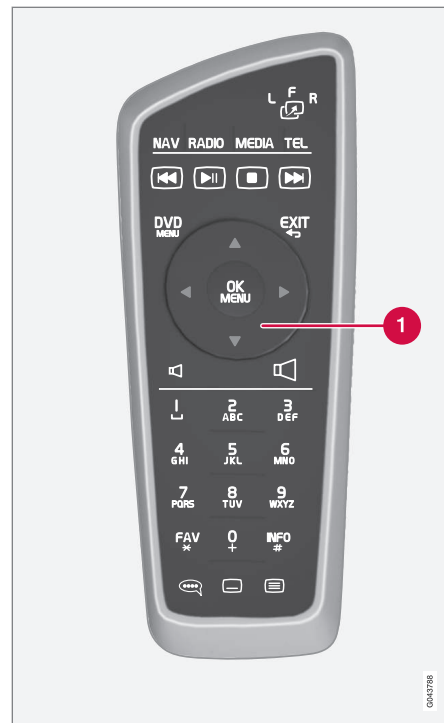 L F R
NAV RADIO MEDIA TEL
DVD EXIT
MENU
OK
MENU
1
1 2 3
ABC DEF
4 5 6
GHI JKL MNO
7 8 9
PQRS TUV WXYZ
FAV 0 INFO
* + #
G043788